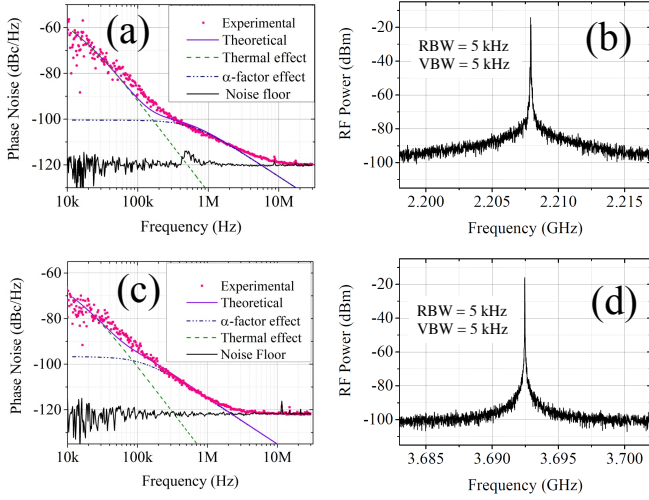 (a)
Experimental
Theoretical
Thermal effect
α-factor effect
Noise floor
Phase Noise (dBc/Hz)
-60
-80
-100
-120
10k 100k 1M 10M
Frequency (Hz)
(b)
RBW = 5 kHz
VBW = 5 kHz
RF Power (dBm)
-20
-40
-60
-80
-100
2.200 2.205 2.210 2.215
Frequency (GHz)
(c)
Experimental
Theoretical
α-factor effect
Thermal effect
Noise Floor
Phase Noise (dBc/Hz)
-60
-80
-100
-120
10k 100k 1M 10M
Frequency (Hz)
(d)
RBW = 5 kHz
VBW = 5 kHz
RF Power (dBm)
-20
-40
-60
-80
-100
3.685 3.690 3.695 3.700
Frequency (GHz)